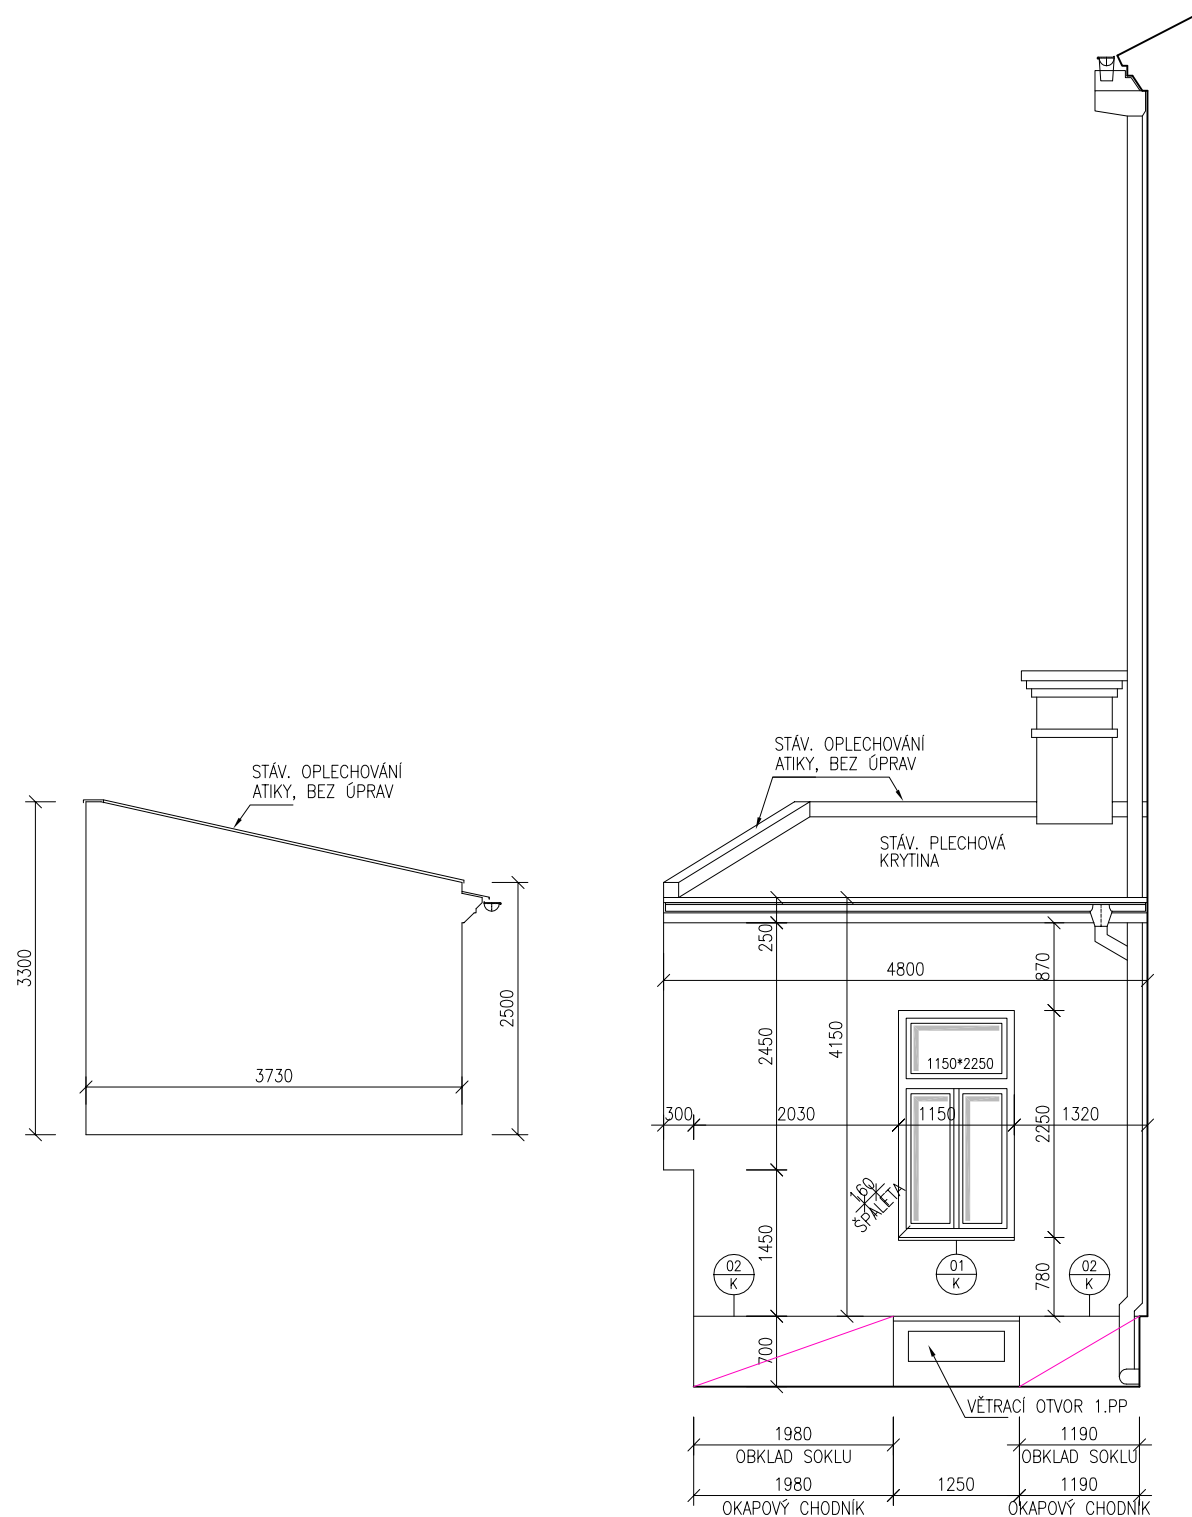 STÁV. OPLECHOVÁNÍ
ATIKY, BEZ ÚPRAV
STÁV. OPLECHOVÁNÍ
ATIKY, BEZ ÚPRAV
STÁV. PLECHOVÁ
KRYTINA
3300
2500
3730
250
4800
870
2450
4150
1150*2250
300
2030
1150
2250
1320
160
ŠPALETA
1450
780
02
K
01
K
02
K
700
VĚTRACÍ OTVOR 1.PP
1980
OBKLAD SOKLU
1190
OBKLAD SOKLU
1980
OKAPOVÝ CHODNÍK
1250
1190
OKAPOVÝ CHODNÍK